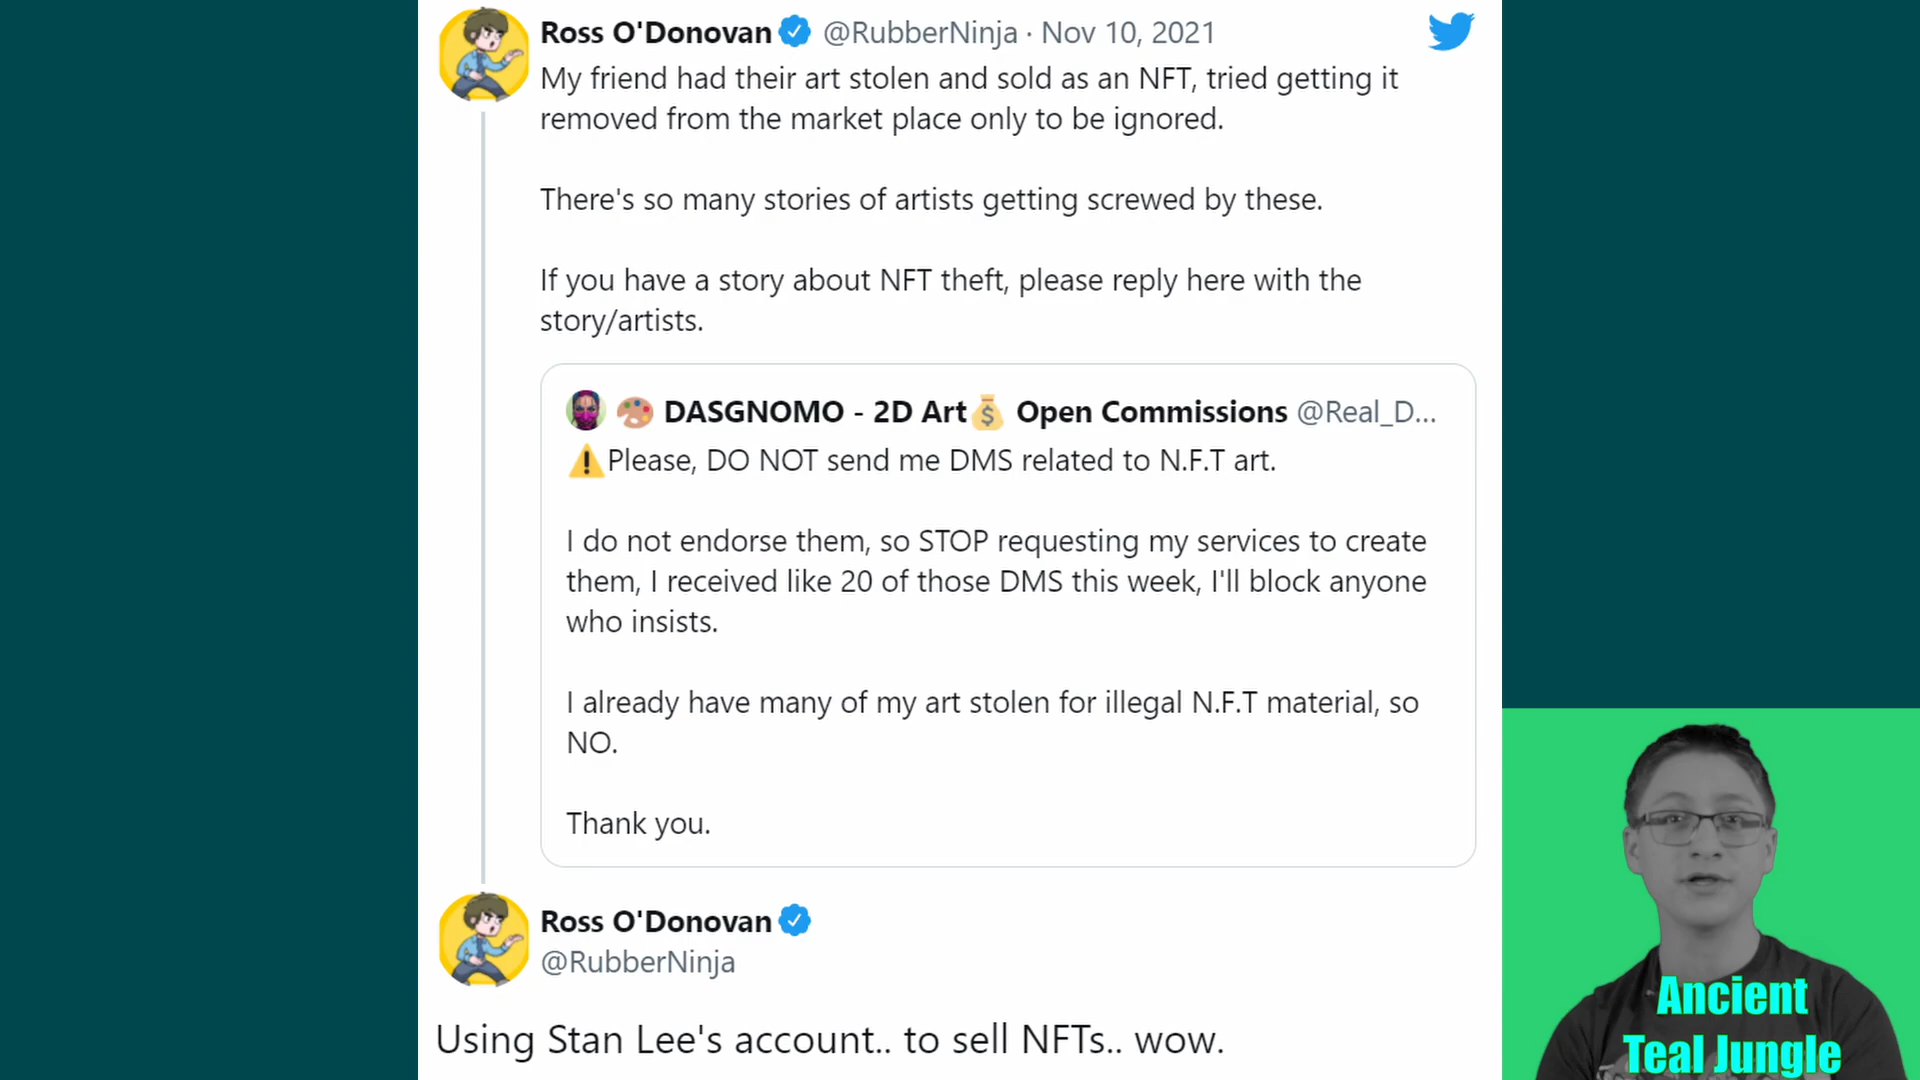 Ross O'Donovan @RubberNinja · Nov 10, 2021
My friend had their art stolen and sold as an NFT, tried getting it
removed from the market place only to be ignored.
There's so many stories of artists getting screwed by these.
If you have a story about NFT theft, please reply here with the
story/artists.
DASGNOMO - 2D Art Open Commissions @Real_D...
Please, DO NOT send me DMS related to N.F.T art.
I do not endorse them, so STOP requesting my services to create
them, I received like 20 of those DMS this week, I'll block anyone
who insists.
I already have many of my art stolen for illegal N.F.T material, so
NO.
Thank you.
Ross O'Donovan
@RubberNinja
Using Stan Lee's account.. to sell NFTs.. wow.
Ancient
Teal Jungle